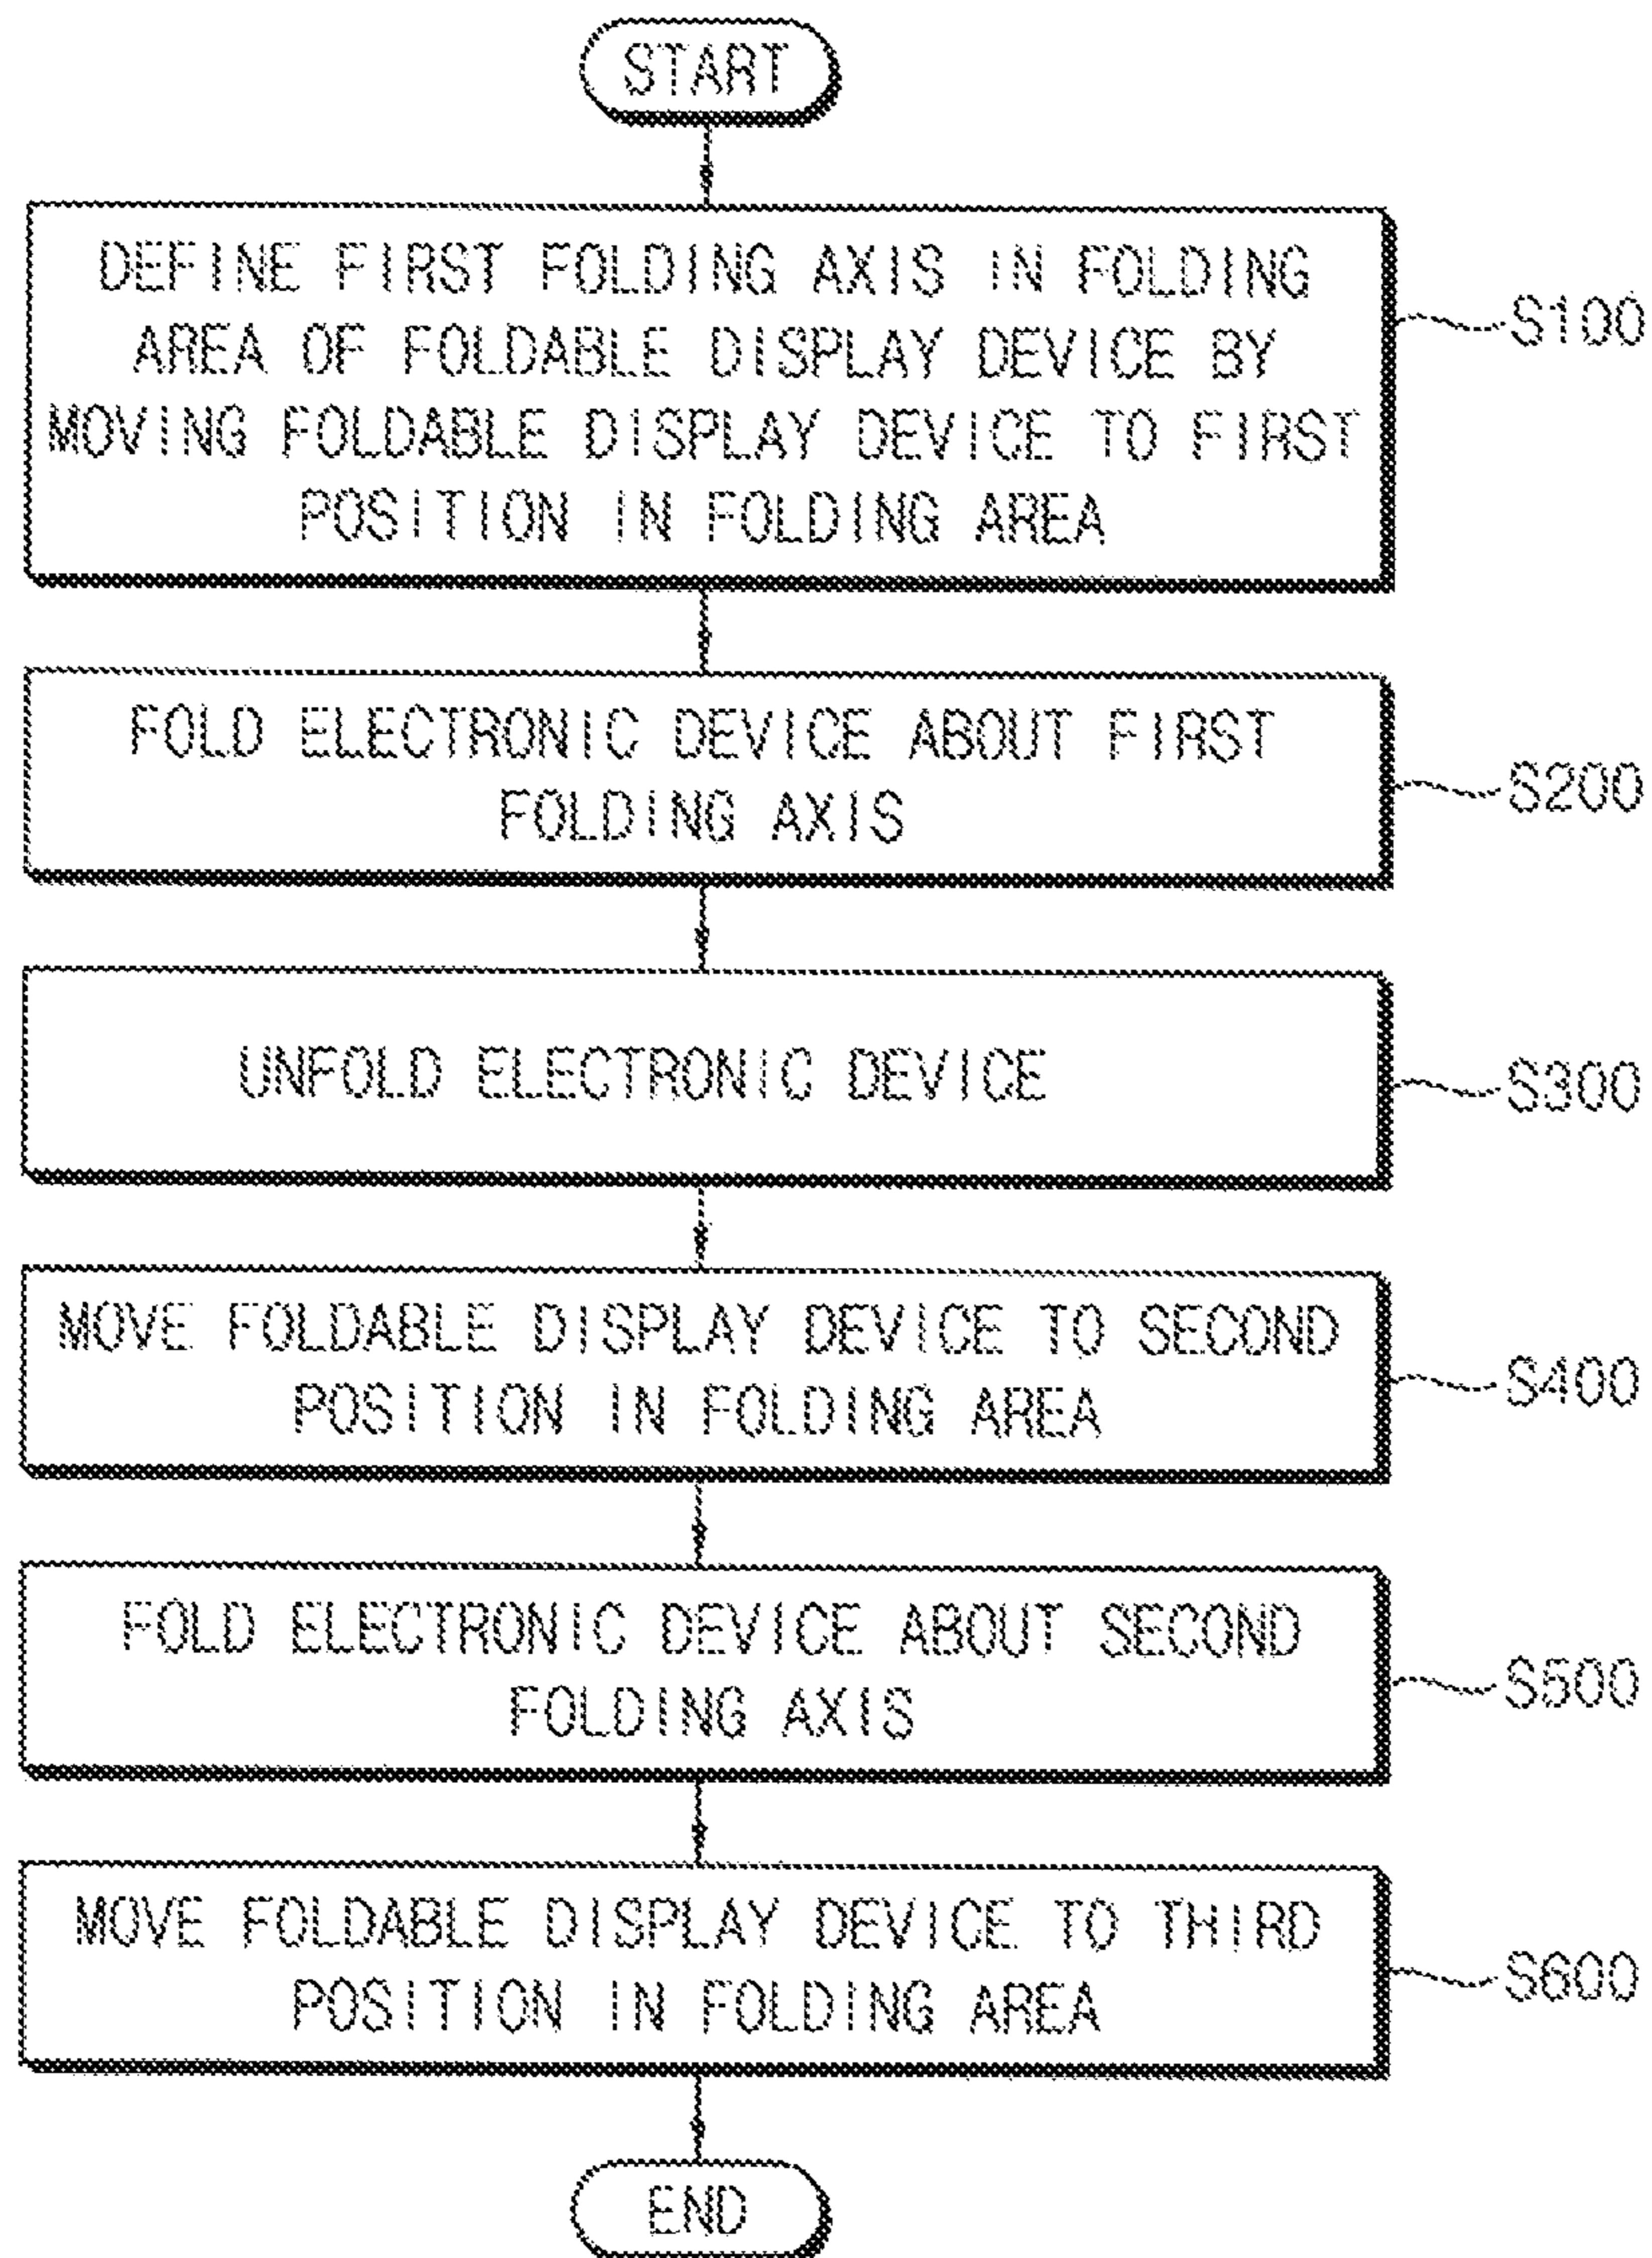 START
DEFINE FIRST FOLDING AXIS IN FOLDING
AREA OF FOLDABLE DISPLAY DEVICE BY
MOVING FOLDABLE DISPLAY DEVICE TO FIRST
POSITION IN FOLDING AREA
S100
FOLD ELECTRONIC DEVICE ABOUT FIRST
FOLDING AXIS
S200
UNFOLD ELECTRONIC DEVICE
S300
MOVE FOLDABLE DISPLAY DEVICE TO SECOND
POSITION IN FOLDING AREA
S400
FOLD ELECTRONIC DEVICE ABOUT SECOND
FOLDING AXIS
S500
MOVE FOLDABLE DISPLAY DEVICE TO THIRD
POSITION IN FOLDING AREA
S600
END